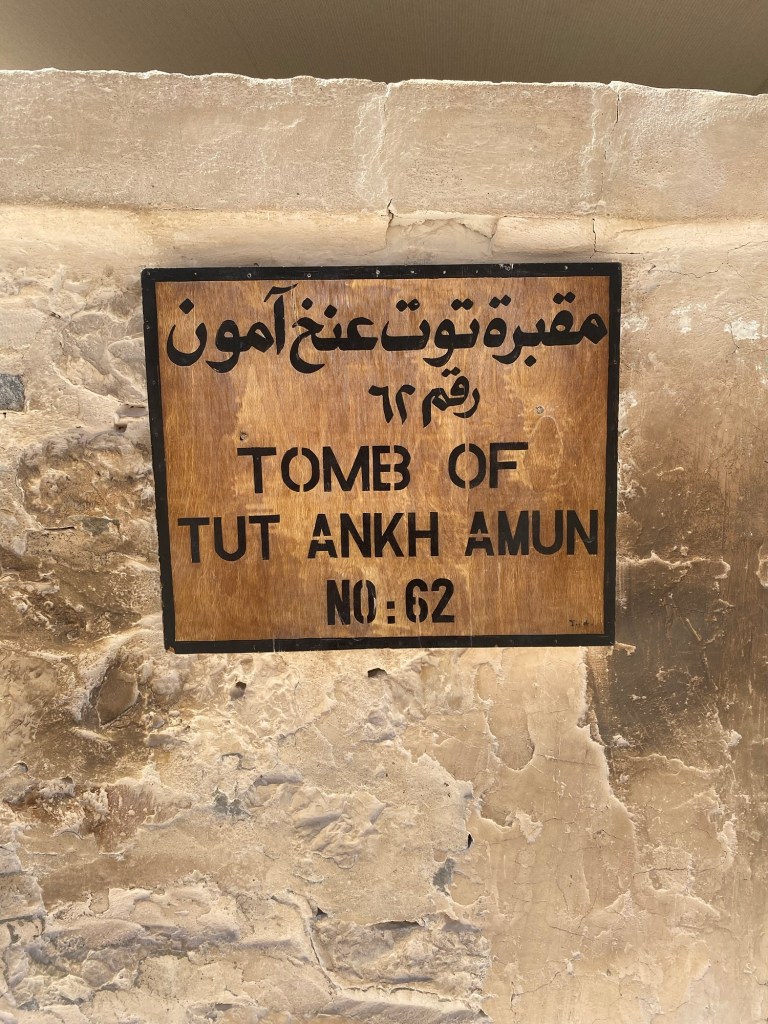 مقبرة توت عنخ آمون
رقم ٦٢
TOMB OF
TUT ANKH AMUN
NO: 62